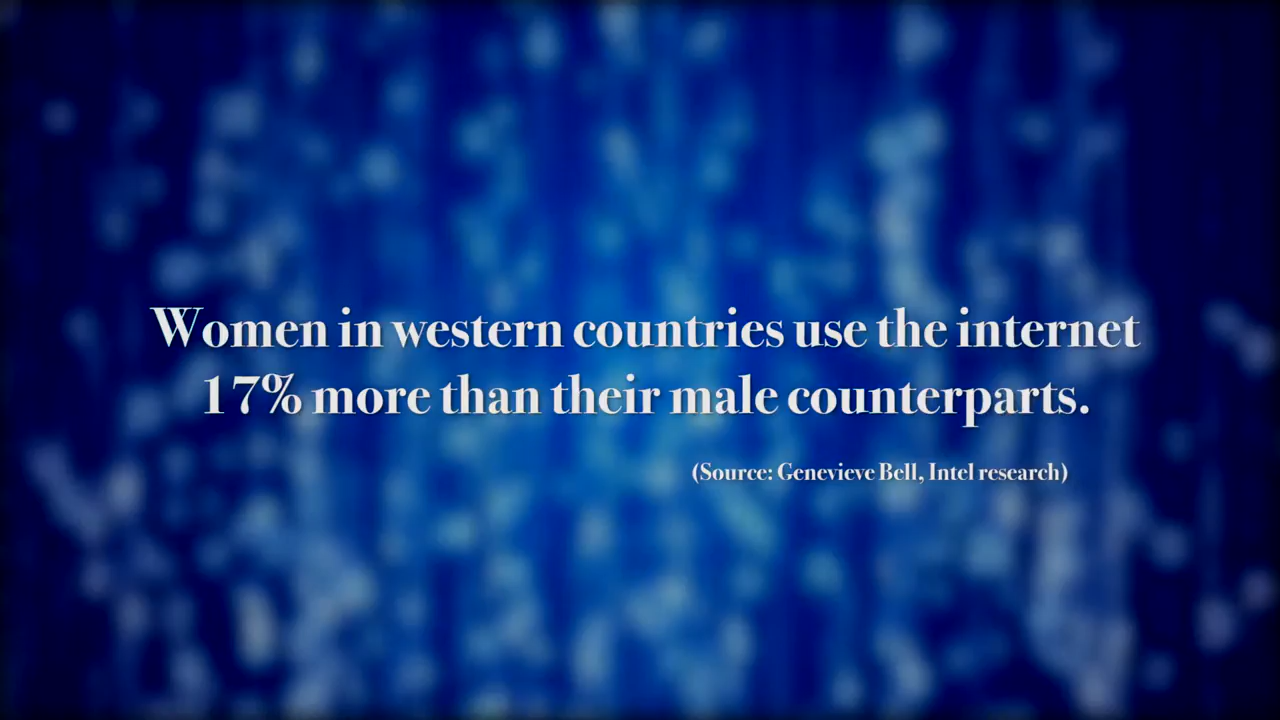 Women in western countries use the internet
17% more than their male counterparts.
(Source: Genevieve Bell, Intel research)